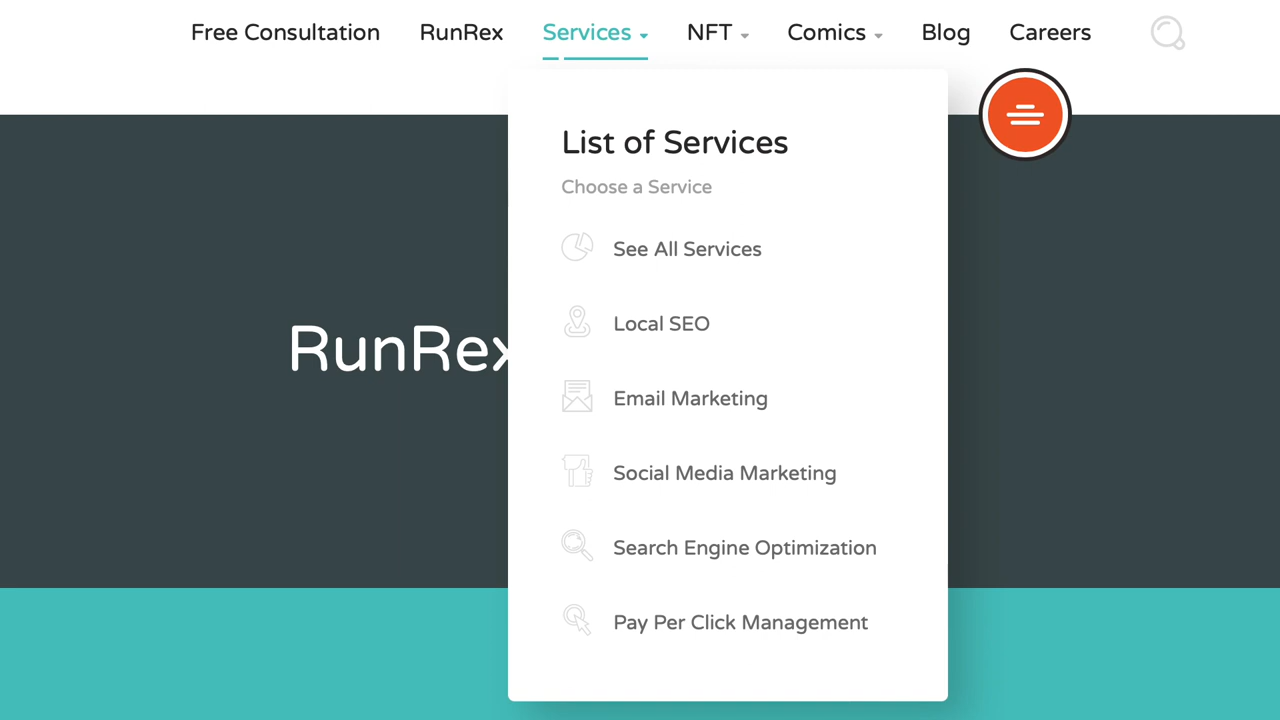 Free Consultation RunRex Services NFT Comics Blog Careers
List of Services
Choose a Service
See All Services
Local SEO
RunRex
Email Marketing
Social Media Marketing
Search Engine Optimization
Pay Per Click Management